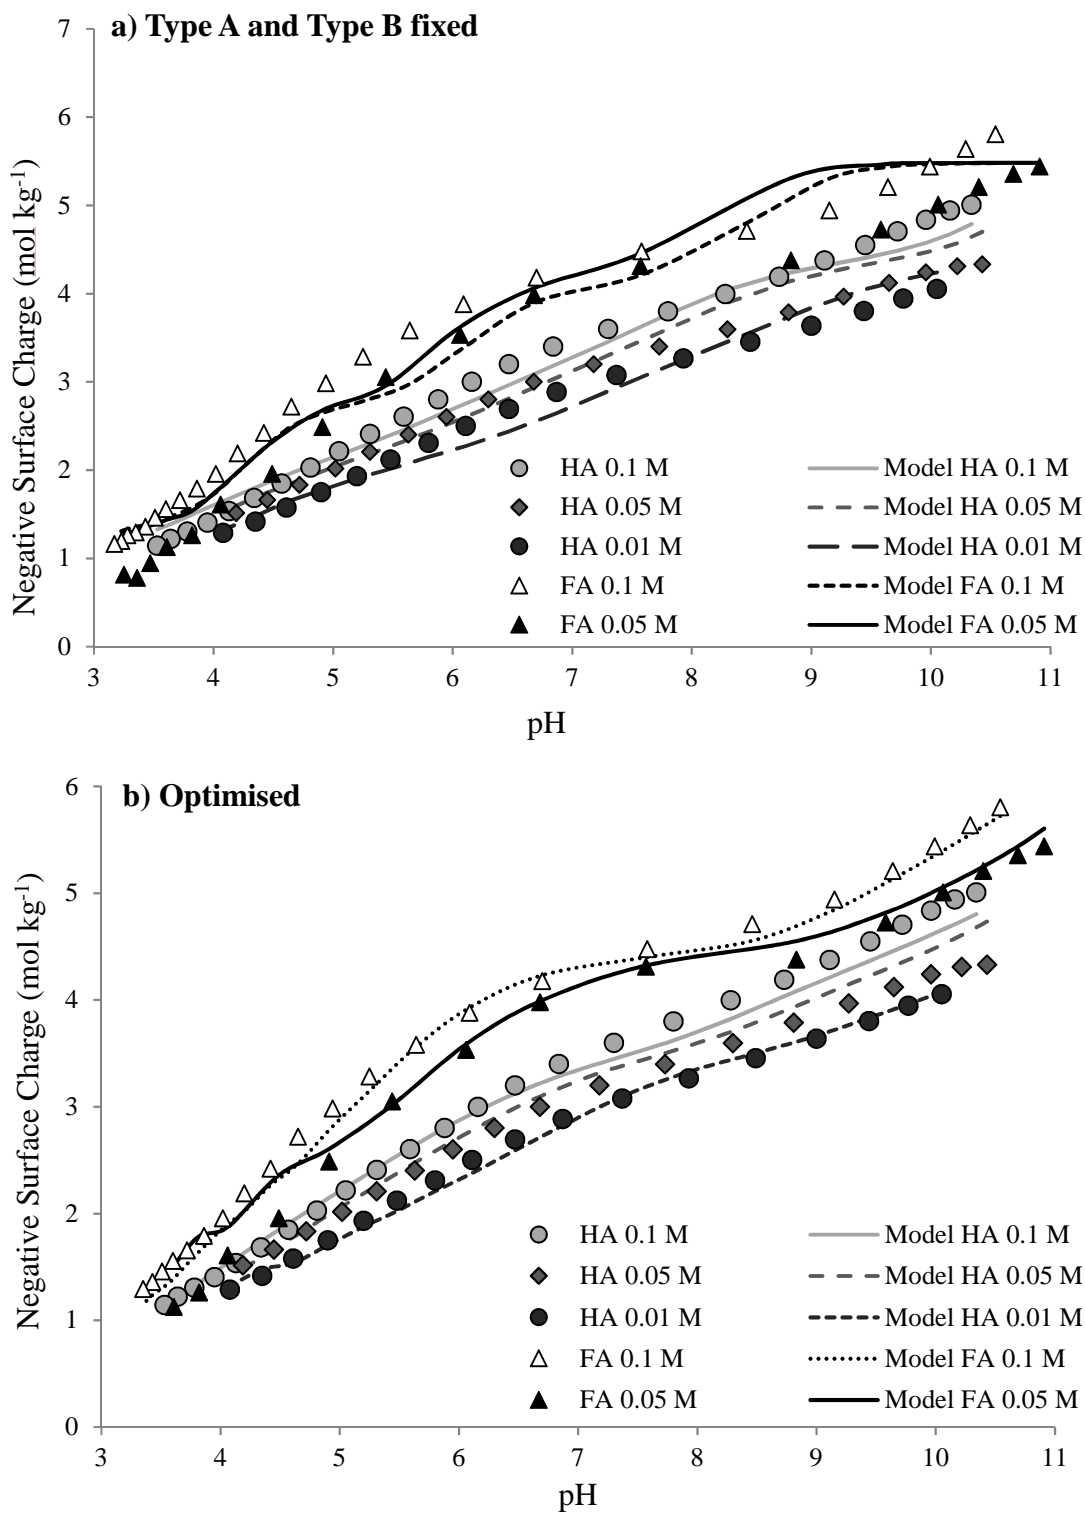 a) Type A and Type B fixed
Negative Surface Charge (mol kg-1)
7
6
5
4
3
2
1
0
HA 0.1 M
Model HA 0.1 M
HA 0.05 M
Model HA 0.05 M
HA 0.01 M
Model HA 0.01 M
FA 0.1 M
Model FA 0.1 M
FA 0.05 M
Model FA 0.05 M
3 4 5 6 7 8 9 10 11
pH
b) Optimised
Negative Surface Charge (mol kg-1)
6
5
4
3
2
1
0
HA 0.1 M
Model HA 0.1 M
HA 0.05 M
Model HA 0.05 M
HA 0.01 M
Model HA 0.01 M
FA 0.1 M
Model FA 0.1 M
FA 0.05 M
Model FA 0.05 M
3 4 5 6 7 8 9 10 11
pH